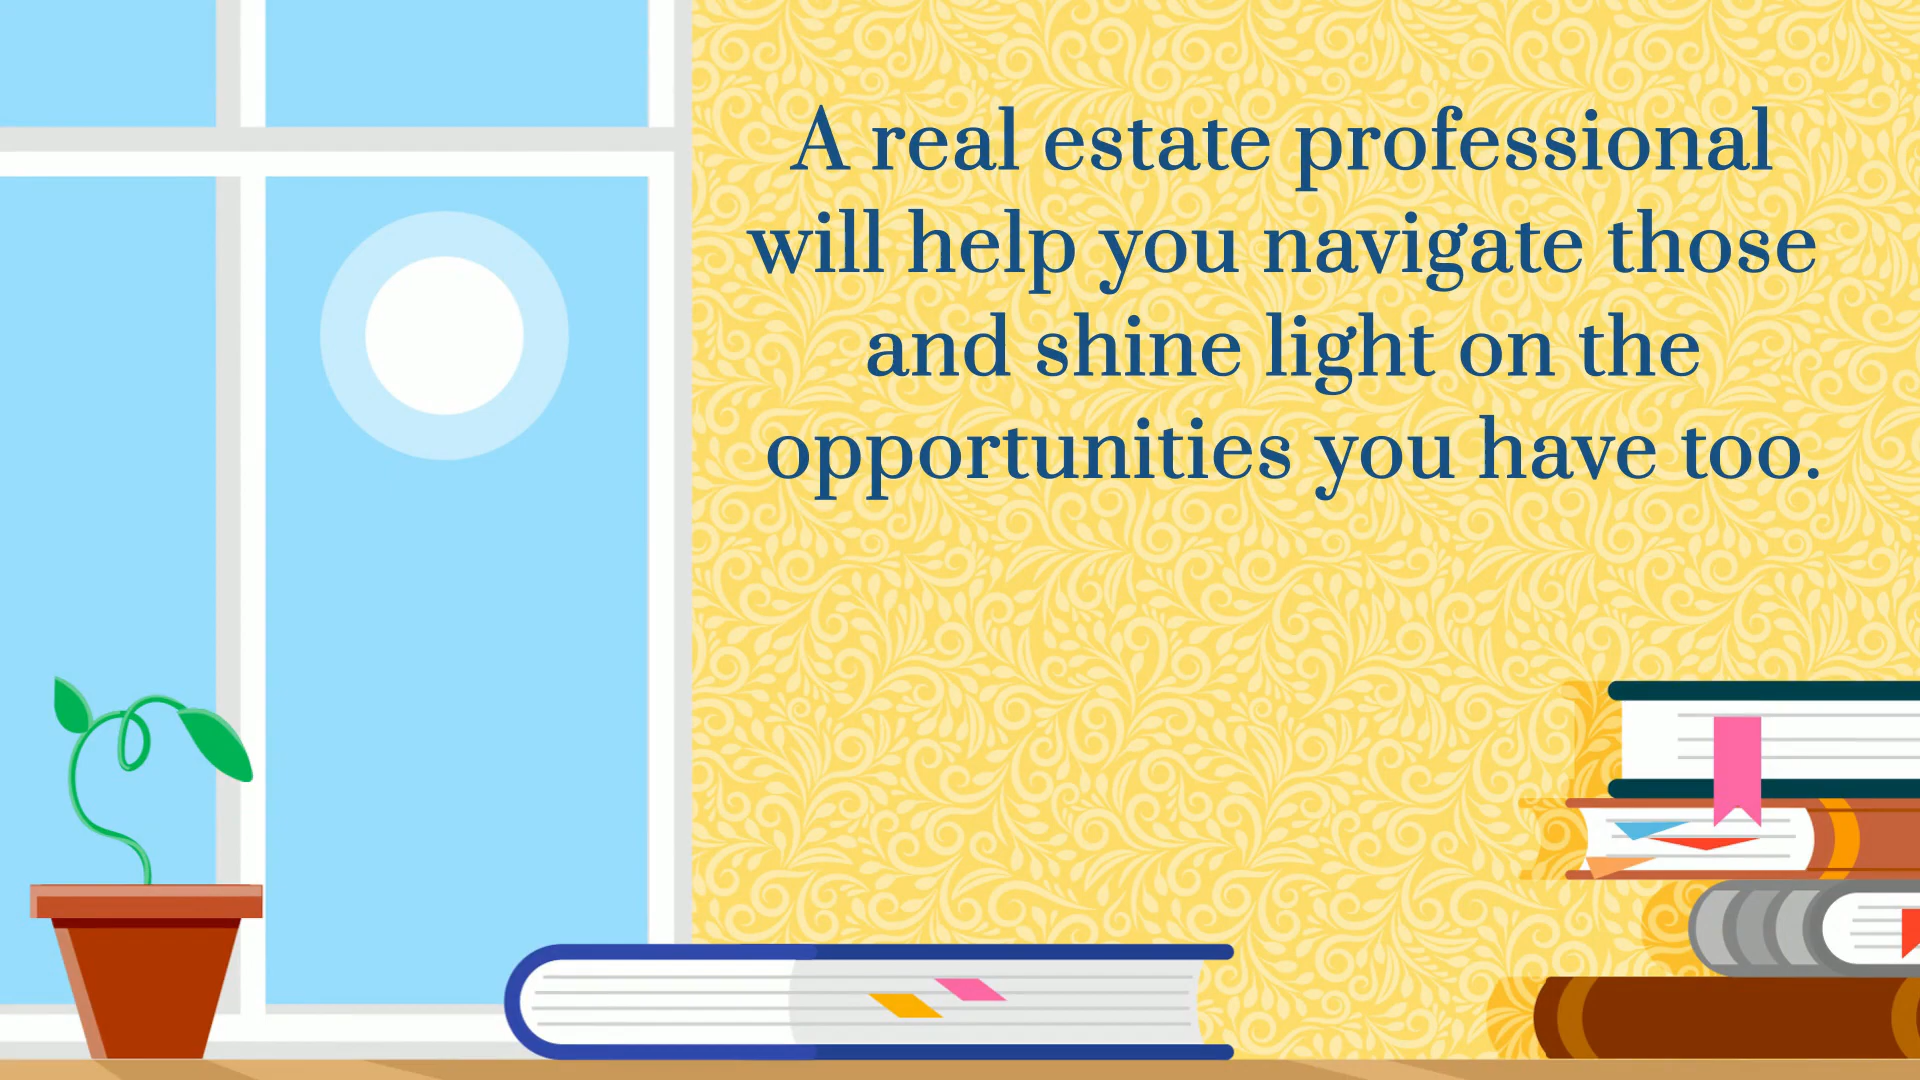 A real estate professional
will help you navigate those
and shine light on the
opportunities you have too.